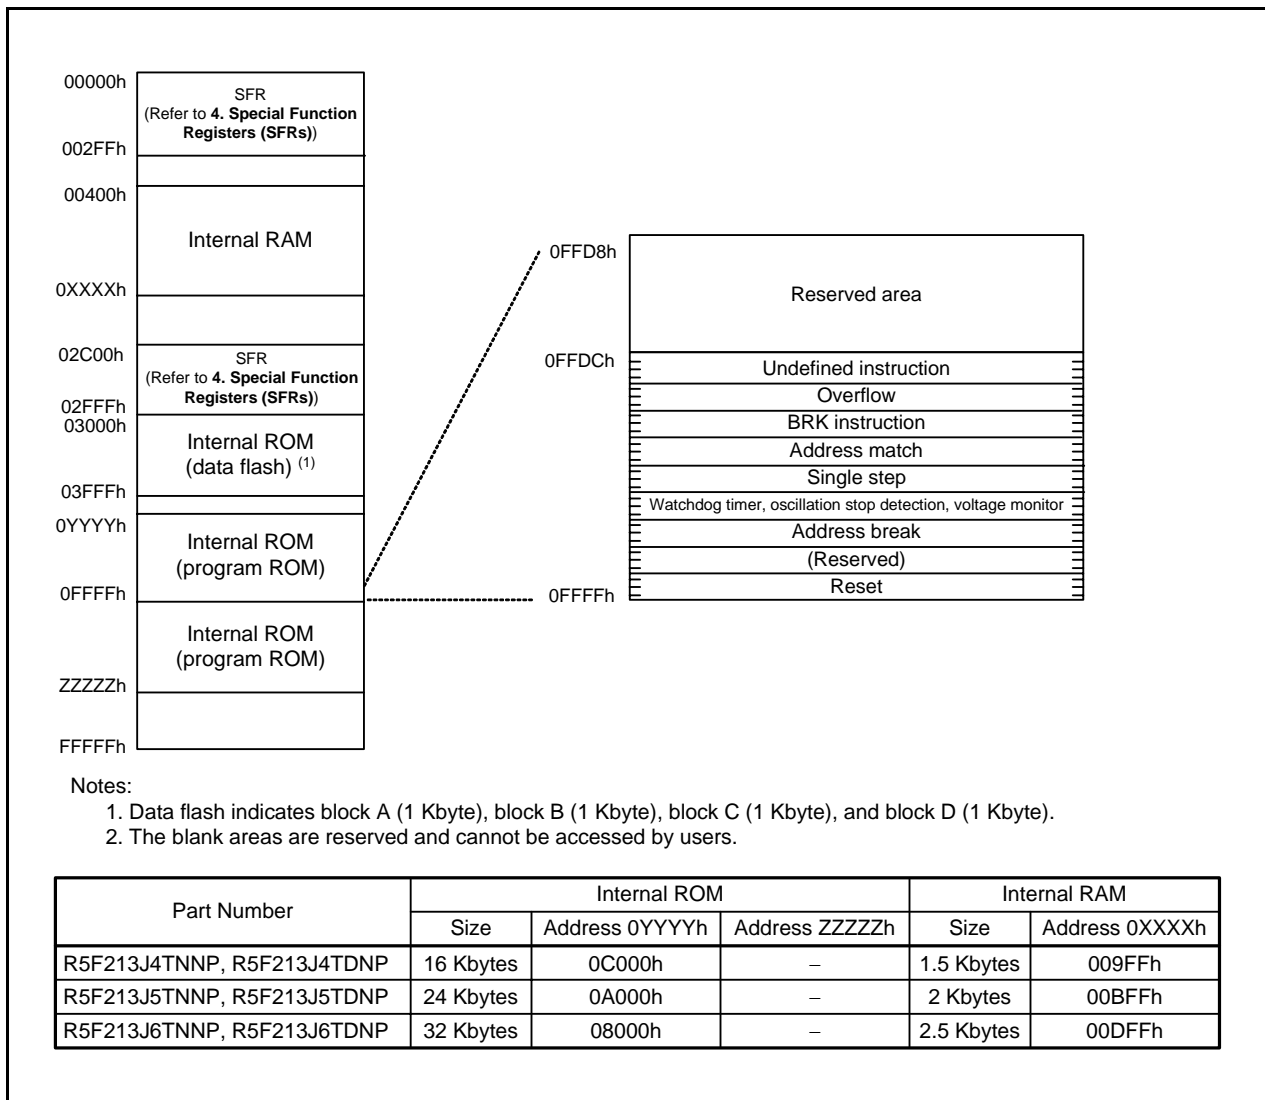 00000h
SFR
(Refer to 4. Special Function
Registers (SFRs))
002FFh
00400h
Internal RAM
0XXXXh
02C00h
SFR
(Refer to 4. Special Function
Registers (SFRs))
02FFFh
03000h
Internal ROM
(data flash) (1)
03FFFh
0YYYYh
Internal ROM
(program ROM)
0FFFFh
Internal ROM
(program ROM)
ZZZZZh
FFFFFh
0FFD8h
Reserved area
0FFDCh
Undefined instruction
Overflow
BRK instruction
Address match
Single step
Watchdog timer, oscillation stop detection, voltage monitor
Address break
(Reserved)
Reset
0FFFFh
Notes:
1. Data flash indicates block A (1 Kbyte), block B (1 Kbyte), block C (1 Kbyte), and block D (1 Kbyte).
2. The blank areas are reserved and cannot be accessed by users.
Part Number Internal ROM Internal RAM
Size Address 0YYYYh Address ZZZZZh Size Address 0XXXXh
R5F213J4TNNP, R5F213J4TDNP 16 Kbytes 0C000h – 1.5 Kbytes 009FFh
R5F213J5TNNP, R5F213J5TDNP 24 Kbytes 0A000h – 2 Kbytes 00BFFh
R5F213J6TNNP, R5F213J6TDNP 32 Kbytes 08000h – 2.5 Kbytes 00DFFh